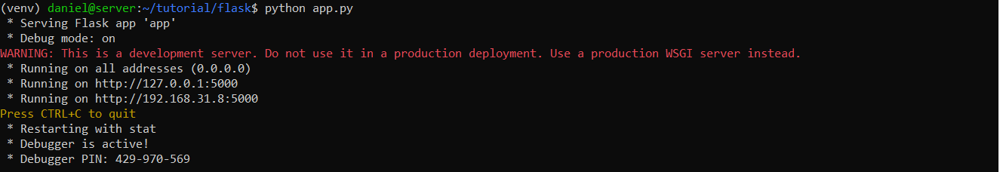 (venv) daniel@server:~/tutorial/flask$ python app.py
 * Serving Flask app 'app'
 * Debug mode: on
WARNING: This is a development server. Do not use it in a production deployment. Use a production WSGI server instead.
 * Running on all addresses (0.0.0.0)
 * Running on http://127.0.0.1:5000
 * Running on http://192.168.31.8:5000
Press CTRL+C to quit
 * Restarting with stat
 * Debugger is active!
 * Debugger PIN: 429-970-569